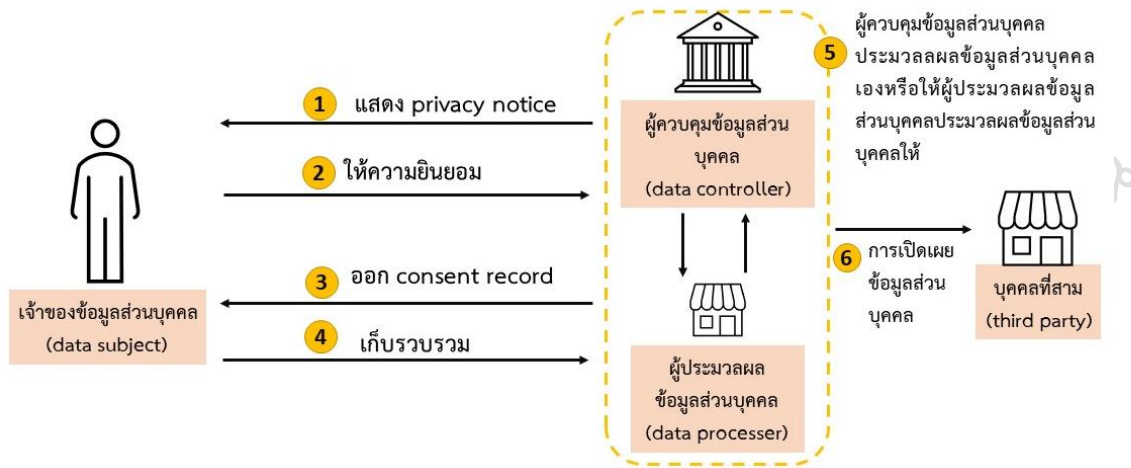 1 แสดง privacy notice
2 ให้ความยินยอม
3 ออก consent record
4 เก็บรวบรวม
เจ้าของข้อมูลส่วนบุคคล
(data subject)
ผู้ควบคุมข้อมูลส่วน
บุคคล
(data controller)
ผู้ประมวลผล
ข้อมูลส่วนบุคคล
(data processer)
5 ผู้ควบคุมข้อมูลส่วนบุคคล
ประมวลลผลข้อมูลส่วนบุคคล
เองหรือให้ผู้ประมวลผลข้อมูล
ส่วนบุคคลประมวลผลข้อมูลส่วน
บุคคลให้
6 การเปิดเผย
ข้อมูลส่วน
บุคคล
บุคคลที่สาม
(third party)